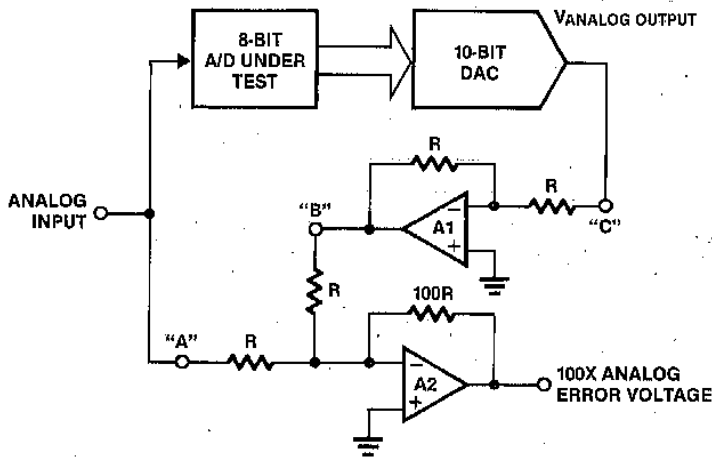 8-BIT
A/D UNDER
TEST
10-BIT
DAC
VANALOG OUTPUT
R
R
ANALOG
INPUT
"B"
A1
−
+
"C"
R
100R
"A"
R
A2
−
+
100X ANALOG
ERROR VOLTAGE